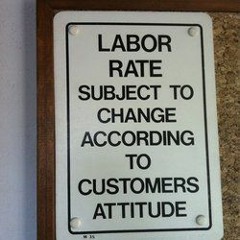 LABOR
RATE
SUBJECT TO
CHANGE
ACCORDING
TO
CUSTOMERS
ATTITUDE